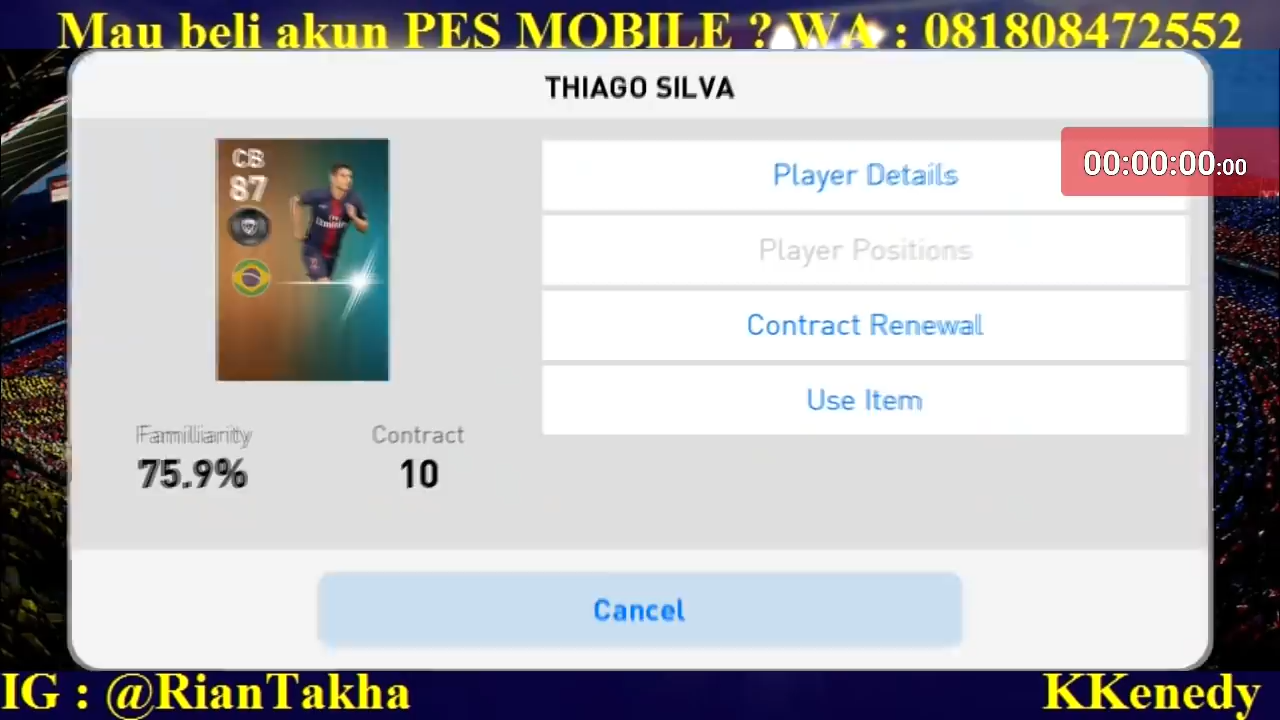 Mau beli akun PES MOBILE ? WA : 081808472552
THIAGO SILVA
CB
87
Player Details
00:00:00:00
Player Positions
Contract Renewal
Use Item
Familiarity
75.9%
Contract
10
Cancel
IG : @RianTakha
KKenedy